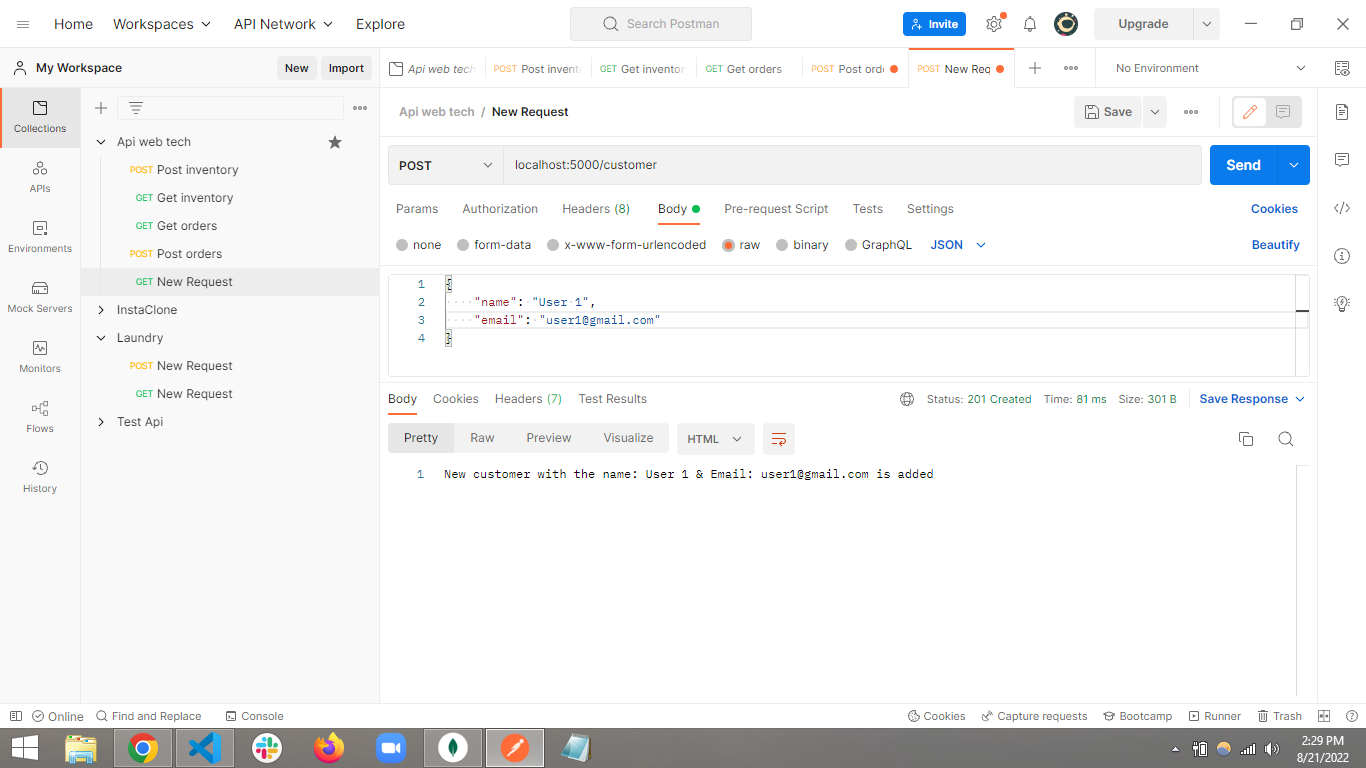 Home Workspaces API Network Explore Search Postman Invite Upgrade
My Workspace New Import
Api web tech POST Post invent GET Get inventor GET Get orders POST Post orde POST New Req No Environment
Collections
APIs
Environments
Mock Servers
Monitors
Flows
History
Api web tech
POST Post inventory
GET Get inventory
GET Get orders
POST Post orders
GET New Request
InstaClone
Laundry
POST New Request
GET New Request
Test Api
Api web tech / New Request Save
POST localhost:5000/customer Send
Params Authorization Headers (8) Body Pre-request Script Tests Settings Cookies
none form-data x-www-form-urlencoded raw binary GraphQL JSON Beautify
1 {
2 "name": "User 1",
3 "email": "user1@gmail.com"
4 }
Body Cookies Headers (7) Test Results Status: 201 Created Time: 81 ms Size: 301 B Save Response
Pretty Raw Preview Visualize HTML
1 New customer with the name: User 1 & Email: user1@gmail.com is added
Online Find and Replace Console Cookies Capture requests Bootcamp Runner Trash
2:29 PM
8/21/2022